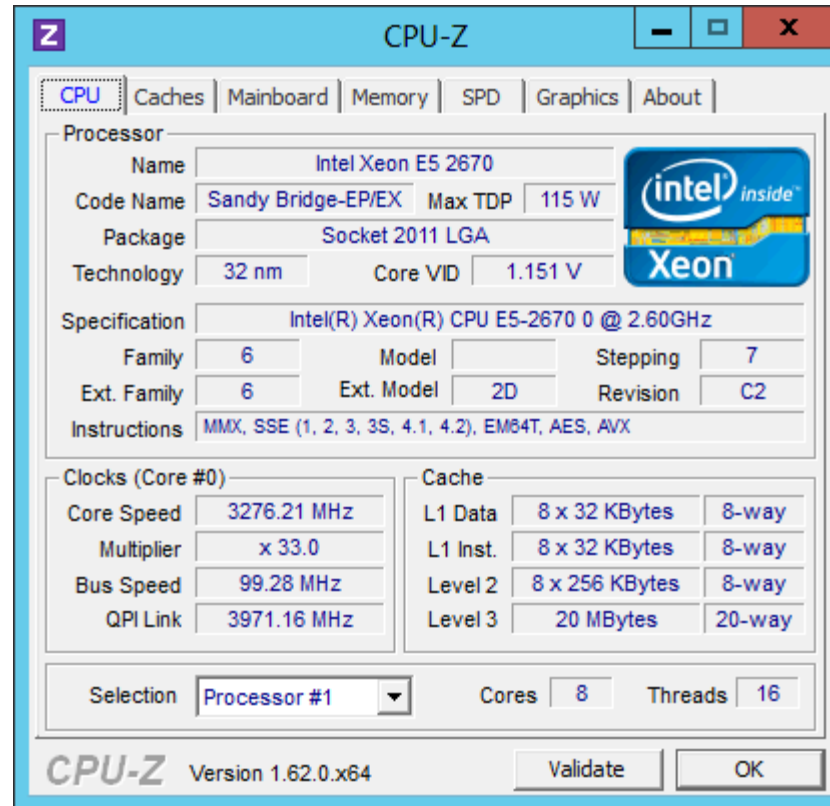 Z CPU-Z
CPU Caches Mainboard Memory SPD Graphics About
Processor
Name Intel Xeon E5 2670
Code Name Sandy Bridge-EP/EX Max TDP 115 W
Package Socket 2011 LGA
Technology 32 nm Core VID 1.151 V
intel inside™
Xeon
Specification Intel(R) Xeon(R) CPU E5-2670 0 @ 2.60GHz
Family 6 Model Stepping 7
Ext. Family 6 Ext. Model 2D Revision C2
Instructions MMX, SSE (1, 2, 3, 3S, 4.1, 4.2), EM64T, AES, AVX
Clocks (Core #0)
Core Speed 3276.21 MHz
Multiplier x 33.0
Bus Speed 99.28 MHz
QPI Link 3971.16 MHz
Cache
L1 Data 8 x 32 KBytes 8-way
L1 Inst. 8 x 32 KBytes 8-way
Level 2 8 x 256 KBytes 8-way
Level 3 20 MBytes 20-way
Selection Processor #1 Cores 8 Threads 16
CPU-Z Version 1.62.0.x64 Validate OK